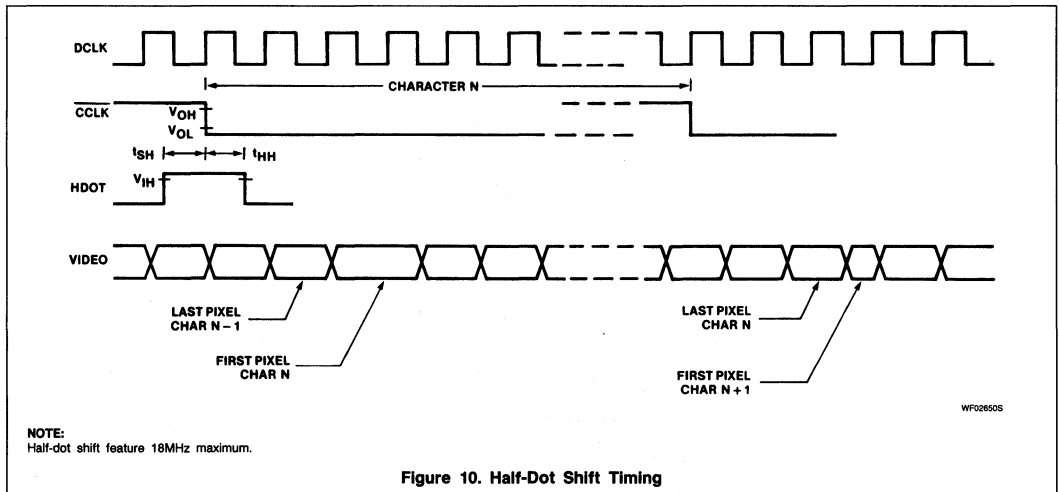 DCLK
CHARACTER N
CCLK
VOH
VOL
tSH
tHH
VIH
HDOT
VIDEO
LAST PIXEL
CHAR N – 1
FIRST PIXEL
CHAR N
LAST PIXEL
CHAR N
FIRST PIXEL
CHAR N + 1
WF02650S
NOTE:
Half-dot shift feature 18MHz maximum.
Figure 10. Half-Dot Shift Timing